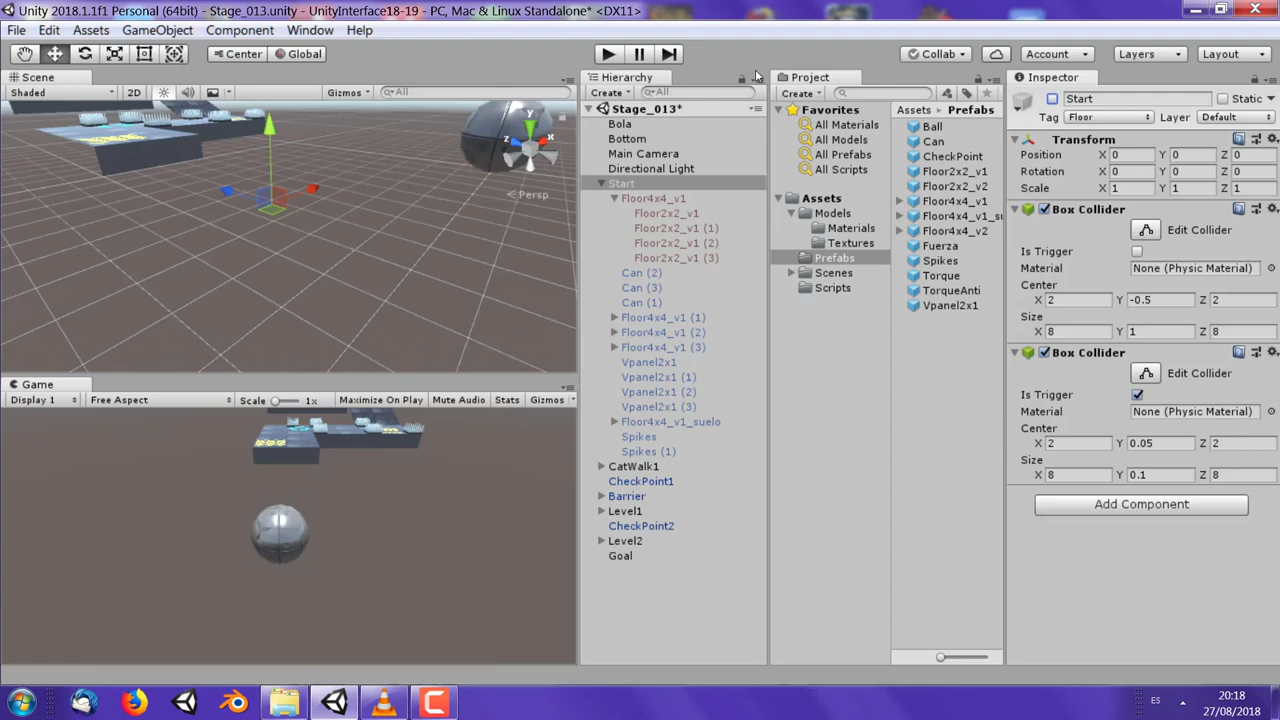 Unity 2018.1.1f1 Personal (64bit) - Stage_013.unity - UnityInterface18-19 - PC, Mac & Linux Standalone* <DX11>
File Edit Assets GameObject Component Window Help
Center Global Collab Account Layers Layout
Scene Hierarchy Project Inspector
Shaded 2D Gizmos All
Create All
Create
Stage_013*
Bola
Bottom
Main Camera
Directional Light
Start
Floor4x4_v1
Floor2x2_v1
Floor2x2_v1 (1)
Floor2x2_v1 (2)
Floor2x2_v1 (3)
Can (2)
Can (3)
Can (1)
Floor4x4_v1 (1)
Floor4x4_v1 (2)
Floor4x4_v1 (3)
Vpanel2x1
Vpanel2x1 (1)
Vpanel2x1 (2)
Vpanel2x1 (3)
Floor4x4_v1_suelo
Spikes
Spikes (1)
CatWalk1
CheckPoint1
Barrier
Level1
CheckPoint2
Level2
Goal
y
z x
Persp
Game
Display 1 Free Aspect Scale 1x Maximize On Play Mute Audio Stats Gizmos
Favorites
All Materials
All Models
All Prefabs
All Scripts
Assets
Models
Materials
Textures
Prefabs
Scenes
Scripts
Assets Prefabs
Ball
Can
CheckPoint
Floor2x2_v1
Floor2x2_v2
Floor4x4_v1
Floor4x4_v1_su
Floor4x4_v2
Fuerza
Spikes
Torque
TorqueAnti
Vpanel2x1
Start Static
Tag Floor Layer Default
Transform
Position X 0 Y 0 Z 0
Rotation X 0 Y 0 Z 0
Scale X 1 Y 1 Z 1
Box Collider
Edit Collider
Is Trigger
Material None (Physic Material)
Center
X 2 Y -0.5 Z 2
Size
X 8 Y 1 Z 8
Box Collider
Edit Collider
Is Trigger
Material None (Physic Material)
Center
X 2 Y 0.05 Z 2
Size
X 8 Y 0.1 Z 8
Add Component
ES
20:18
27/08/2018